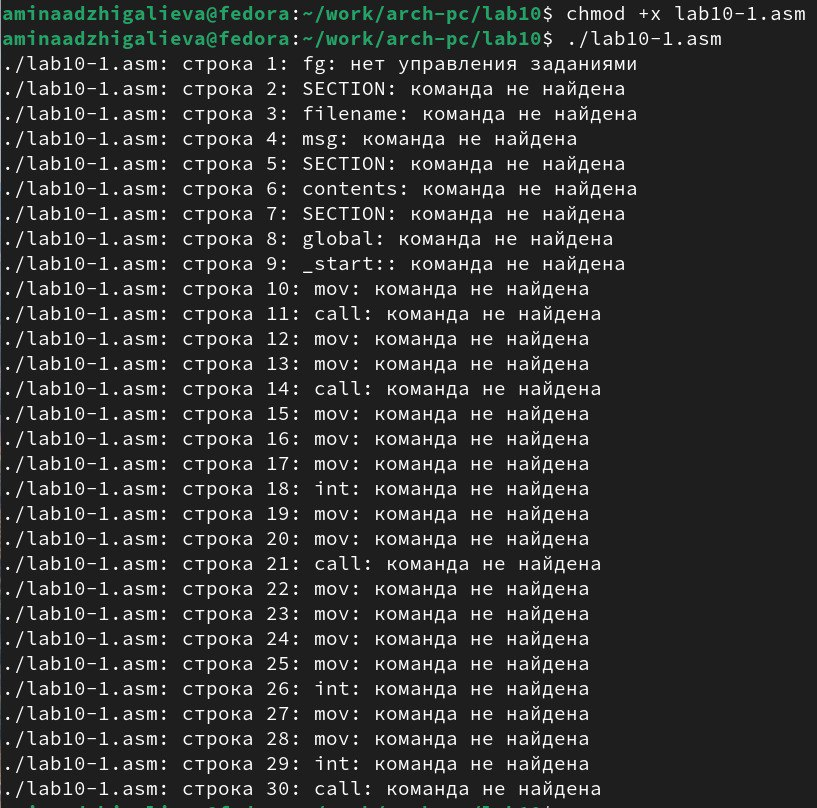 aminaadzhigalieva@fedora:~/work/arch-pc/lab10$ chmod +x lab10-1.asm
aminaadzhigalieva@fedora:~/work/arch-pc/lab10$ ./lab10-1.asm
./lab10-1.asm: строка 1: fg: нет управления заданиями
./lab10-1.asm: строка 2: SECTION: команда не найдена
./lab10-1.asm: строка 3: filename: команда не найдена
./lab10-1.asm: строка 4: msg: команда не найдена
./lab10-1.asm: строка 5: SECTION: команда не найдена
./lab10-1.asm: строка 6: contents: команда не найдена
./lab10-1.asm: строка 7: SECTION: команда не найдена
./lab10-1.asm: строка 8: global: команда не найдена
./lab10-1.asm: строка 9: _start:: команда не найдена
./lab10-1.asm: строка 10: mov: команда не найдена
./lab10-1.asm: строка 11: call: команда не найдена
./lab10-1.asm: строка 12: mov: команда не найдена
./lab10-1.asm: строка 13: mov: команда не найдена
./lab10-1.asm: строка 14: call: команда не найдена
./lab10-1.asm: строка 15: mov: команда не найдена
./lab10-1.asm: строка 16: mov: команда не найдена
./lab10-1.asm: строка 17: mov: команда не найдена
./lab10-1.asm: строка 18: int: команда не найдена
./lab10-1.asm: строка 19: mov: команда не найдена
./lab10-1.asm: строка 20: mov: команда не найдена
./lab10-1.asm: строка 21: call: команда не найдена
./lab10-1.asm: строка 22: mov: команда не найдена
./lab10-1.asm: строка 23: mov: команда не найдена
./lab10-1.asm: строка 24: mov: команда не найдена
./lab10-1.asm: строка 25: mov: команда не найдена
./lab10-1.asm: строка 26: int: команда не найдена
./lab10-1.asm: строка 27: mov: команда не найдена
./lab10-1.asm: строка 28: mov: команда не найдена
./lab10-1.asm: строка 29: int: команда не найдена
./lab10-1.asm: строка 30: call: команда не найдена